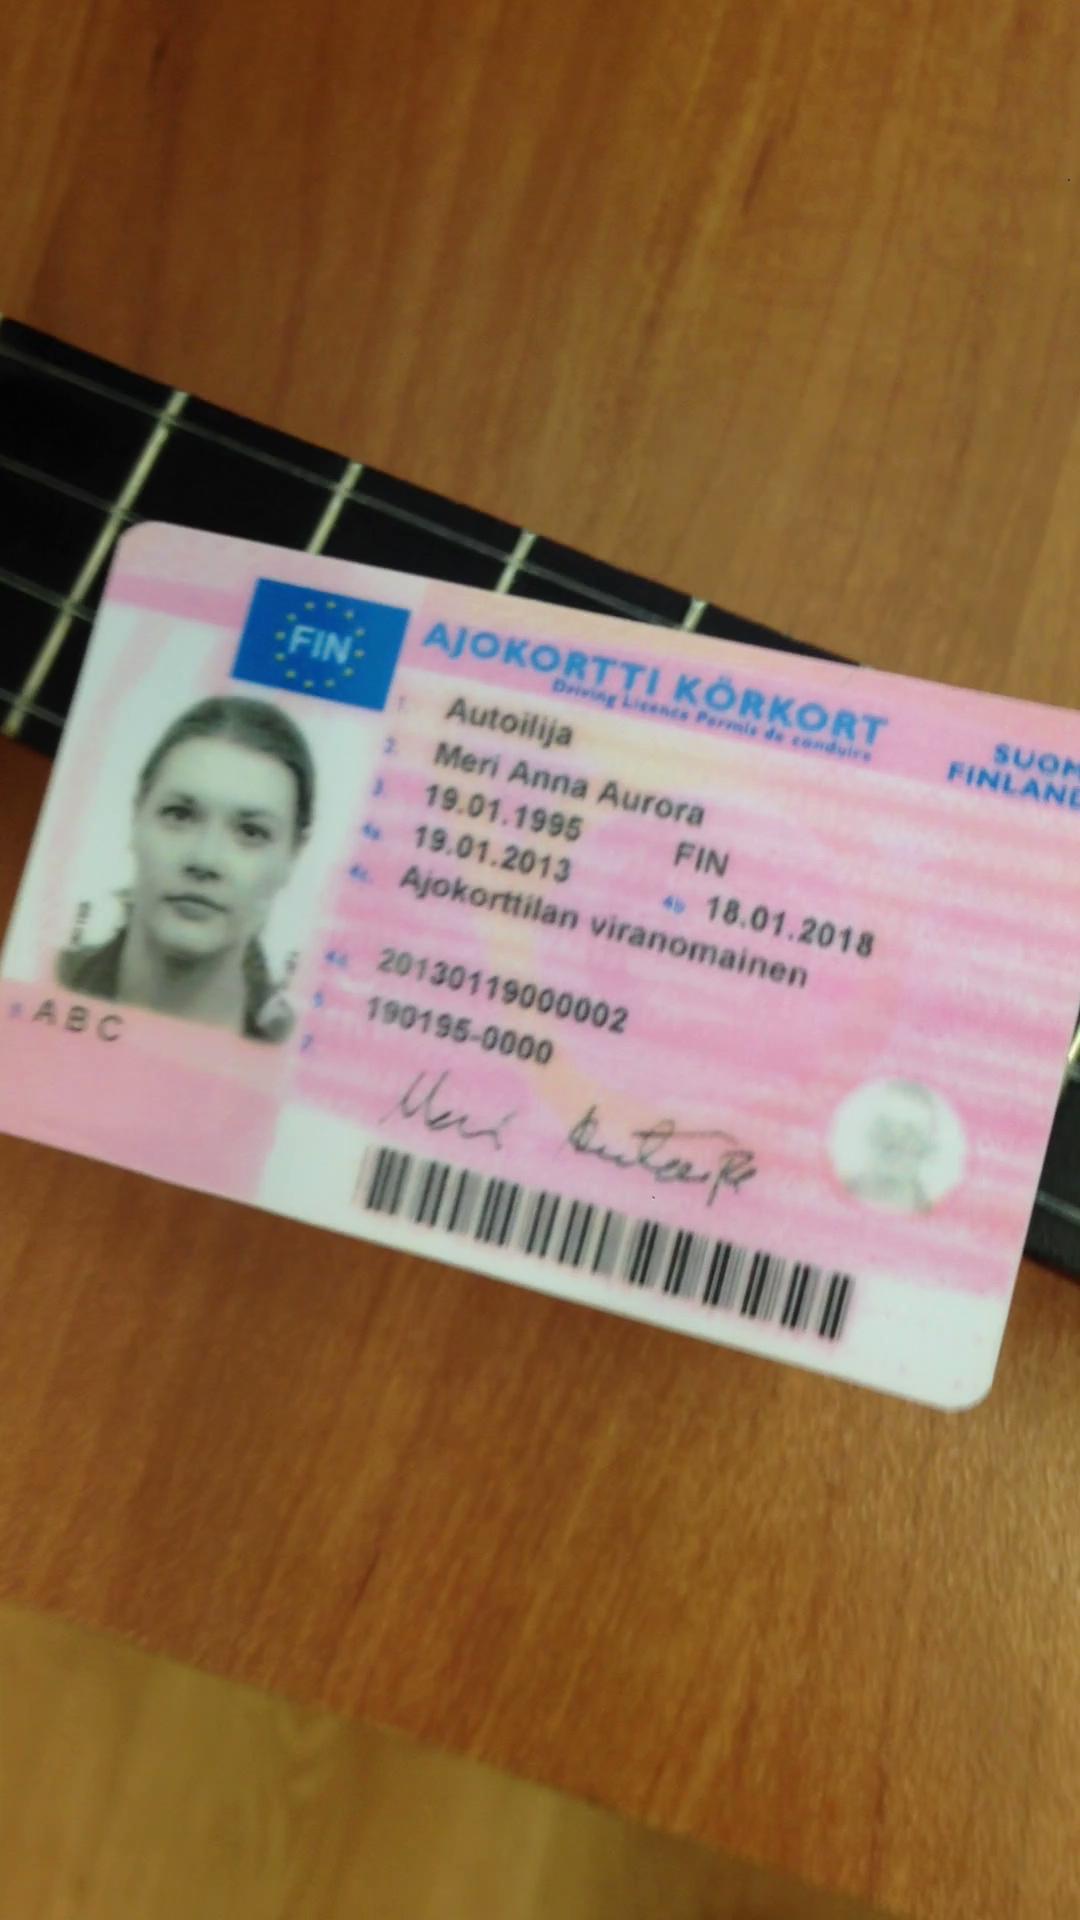 FIN
AJOKORTTI KÖRKORT
Driving Licence Permis de conduire
SUOM
FINLAND
1. Autoilija
2. Meri Anna Aurora
3. 19.01.1995 FIN
4a. 19.01.2013 4b. 18.01.2018
4c. Ajokorttilan viranomainen
4d. 20130119000002
5. 190195-0000
7.
Meri Autoilija
9. ABC